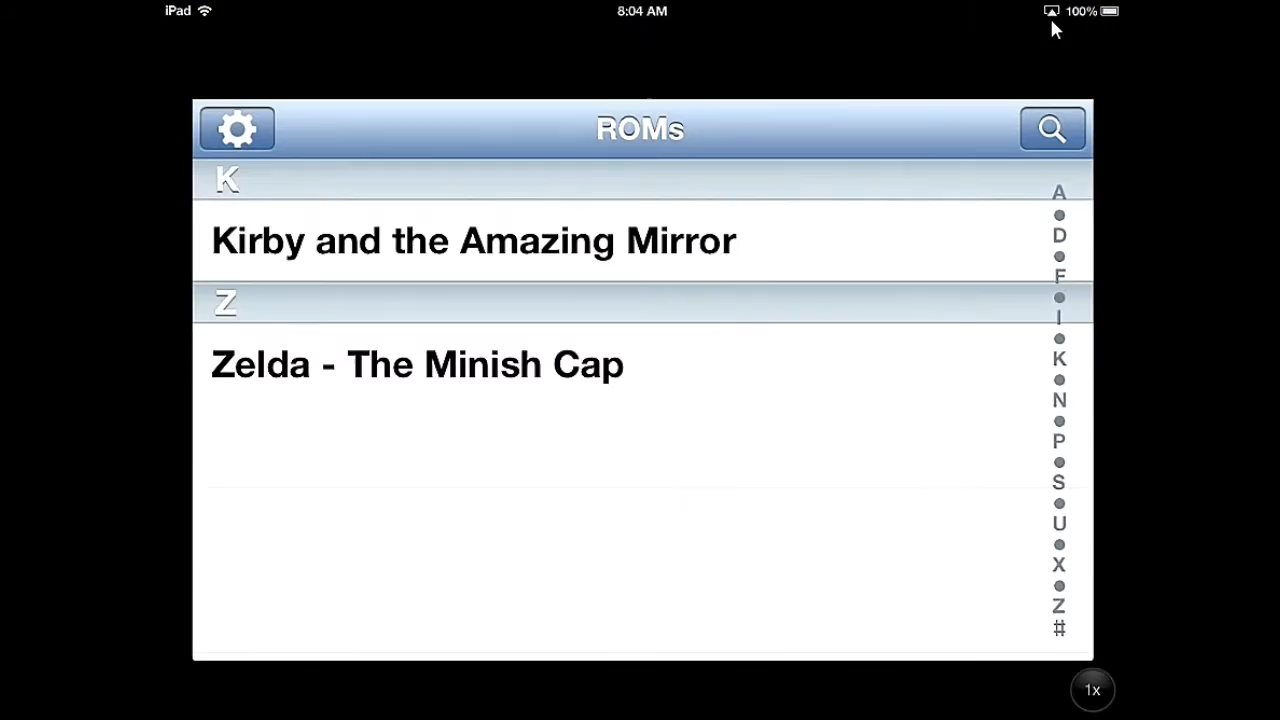 iPad 8:04 AM 100%
ROMs
K
Kirby and the Amazing Mirror
Z
Zelda - The Minish Cap
A
D
F
I
K
N
P
S
U
X
Z
#
1x